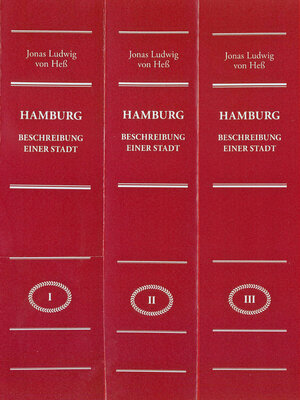 Jonas Ludwig
von Heß
HAMBURG
BESCHREIBUNG
EINER STADT
I
Jonas Ludwig
von Heß
HAMBURG
BESCHREIBUNG
EINER STADT
II
Jonas Ludwig
von Heß
HAMBURG
BESCHREIBUNG
EINER STADT
III